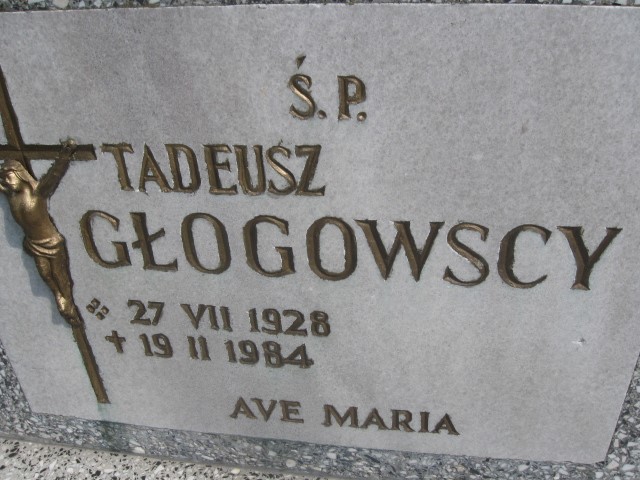 Ś.P.
TADEUSZ
GŁOGOWSCY
27 VII 1928
✝ 19 II 1984
AVE MARIA